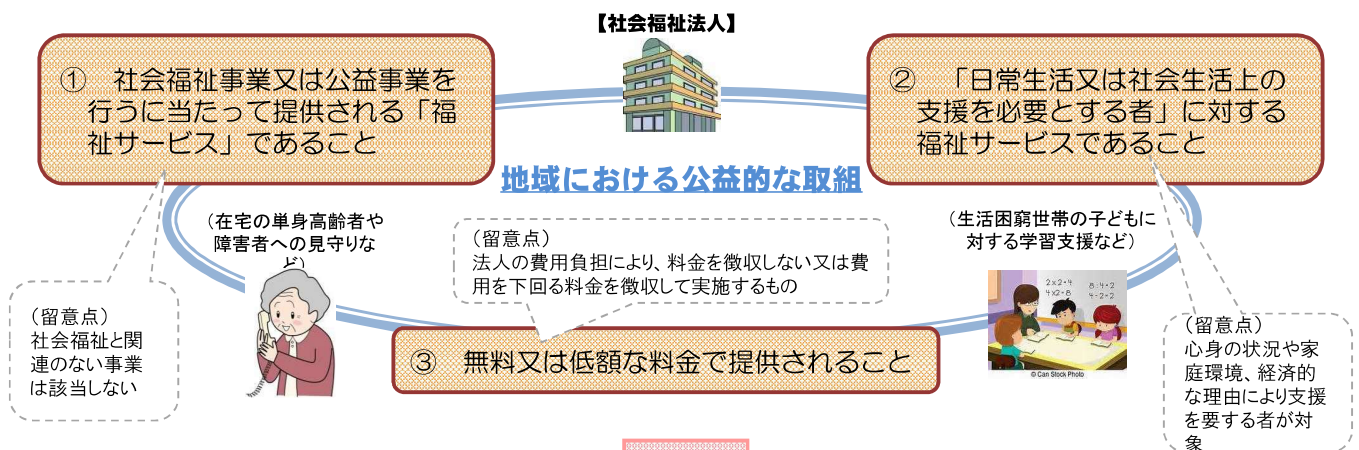 【社会福祉法人】
① 社会福祉事業又は公益事業を
行うに当たって提供される「福
祉サービス」であること
② 「日常生活又は社会生活上の
支援を必要とする者」に対する
福祉サービスであること
地域における公益的な取組
（在宅の単身高齢者や
障害者への見守りな
ど）
（留意点）
法人の費用負担により、料金を徴収しない又は費
用を下回る料金を徴収して実施するもの
（生活困窮世帯の子どもに
対する学習支援など）
（留意点）
社会福祉と関
連のない事業
は該当しない
2x2=4
4x2=8
8÷4=2
4-2=2
© Can Stock Photo
（留意点）
心身の状況や家
庭環境、経済的
な理由により支援
を要する者が対
象
③ 無料又は低額な料金で提供されること